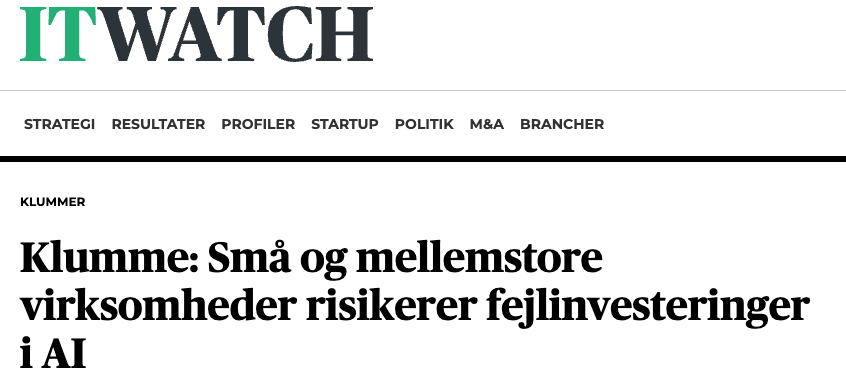 ITWATCH
STRATEGI RESULTATER PROFILER STARTUP POLITIK M&A BRANCHER
KLUMMER
Klumme: Små og mellemstore
virksomheder risikerer fejlinvesteringer
i AI